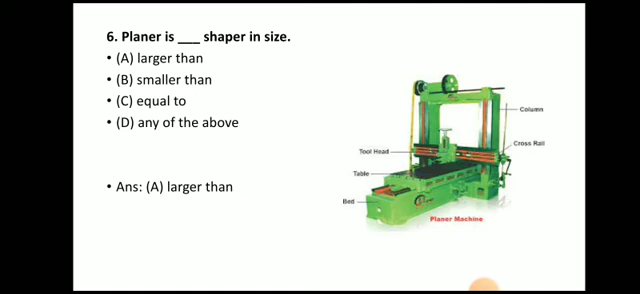 6. Planer is ___ shaper in size.
• (A) larger than
• (B) smaller than
• (C) equal to
• (D) any of the above
• Ans: (A) larger than
Column
Cross Rail
Tool Head
Table
Bed
Planer Machine